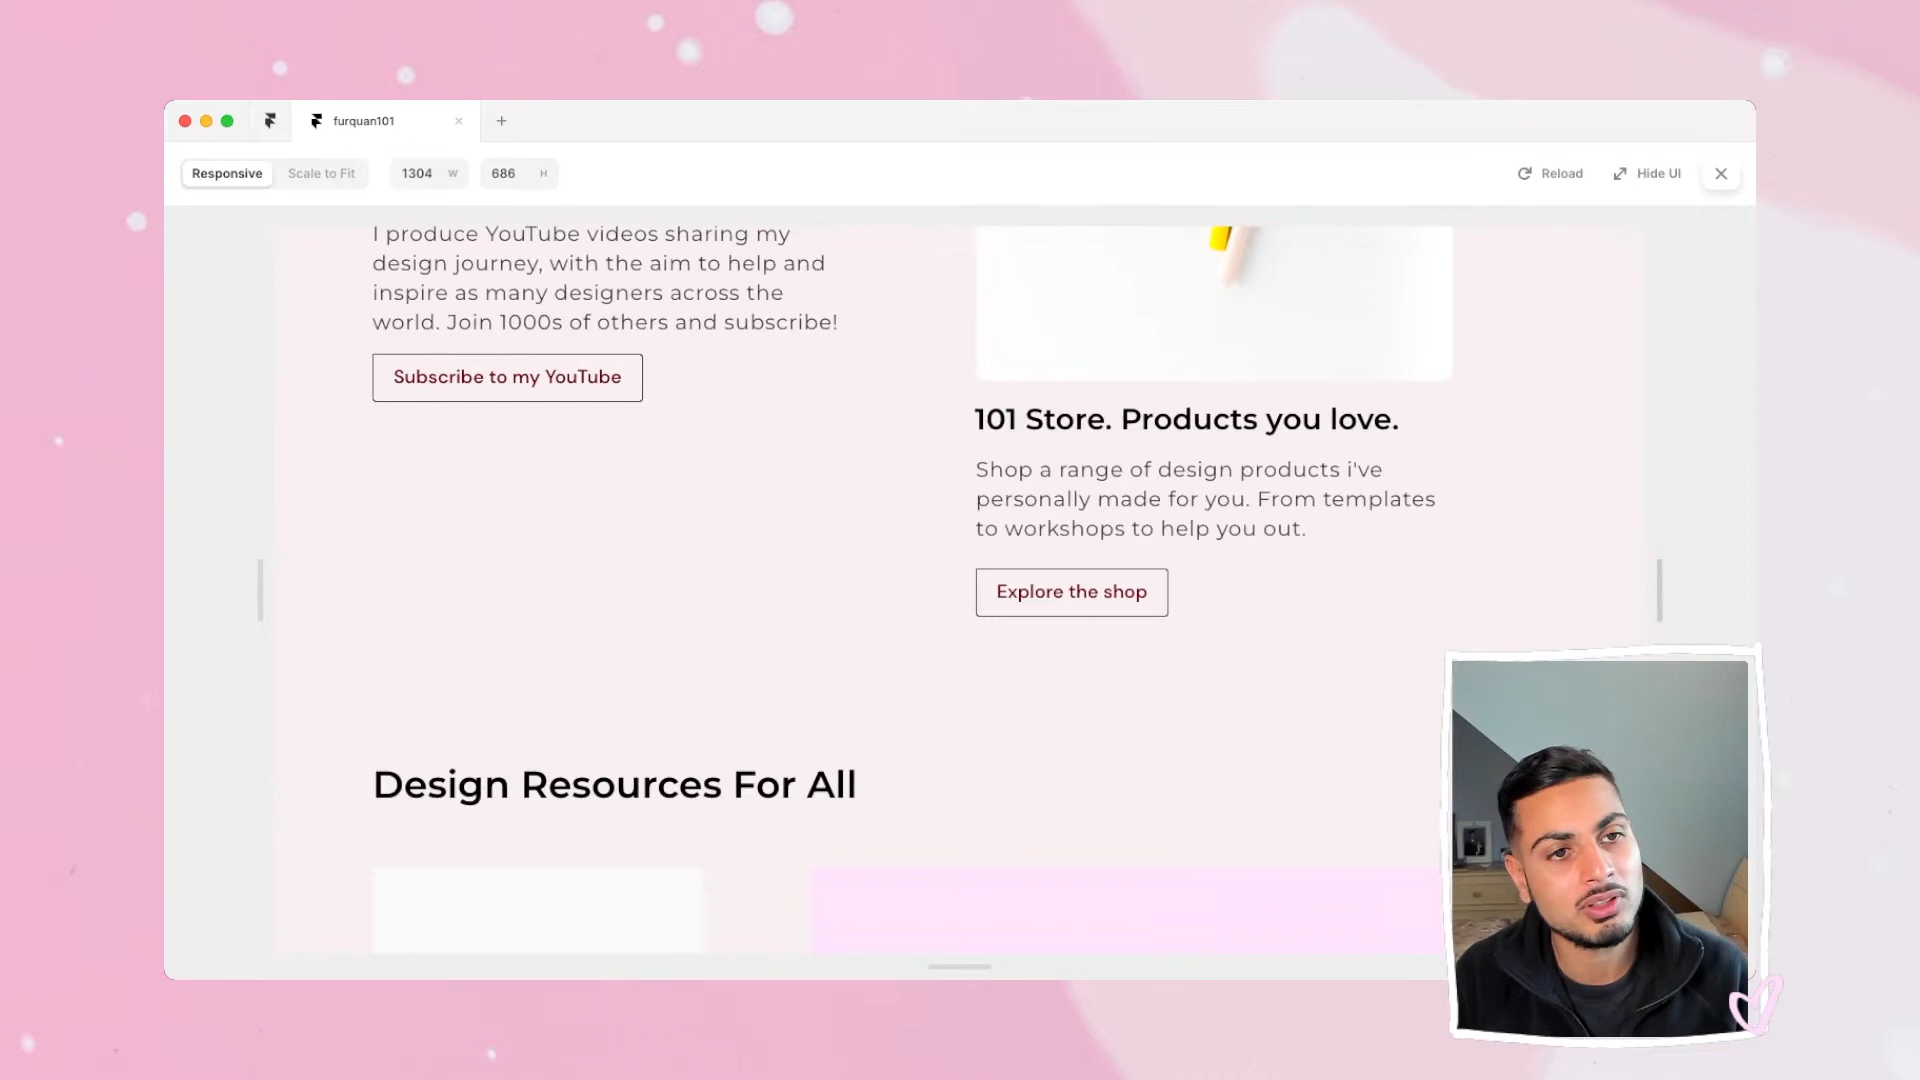 furquan101
Responsive
Scale to Fit
1304 W
686 H
Reload
Hide UI
I produce YouTube videos sharing my
design journey, with the aim to help and
inspire as many designers across the
world. Join 1000s of others and subscribe!
Subscribe to my YouTube
101 Store. Products you love.
Shop a range of design products i've
personally made for you. From templates
to workshops to help you out.
Explore the shop
Design Resources For All